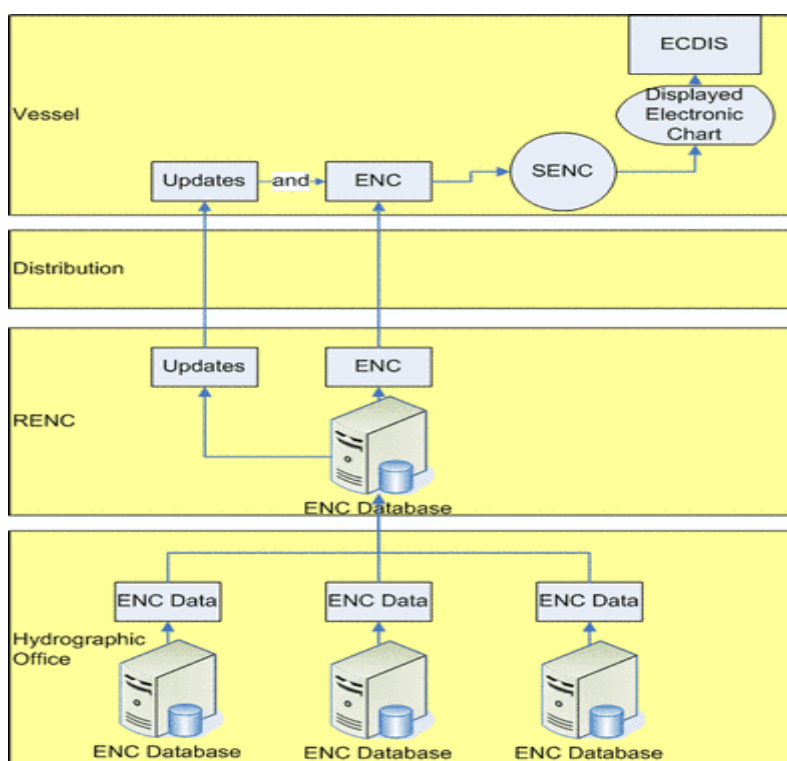 ECDIS
Displayed
Electronic
Chart
Vessel
Updates
and
ENC
SENC
Distribution
Updates
ENC
RENC
ENC Database
ENC Data
ENC Data
ENC Data
Hydrographic
Office
ENC Database
ENC Database
ENC Database